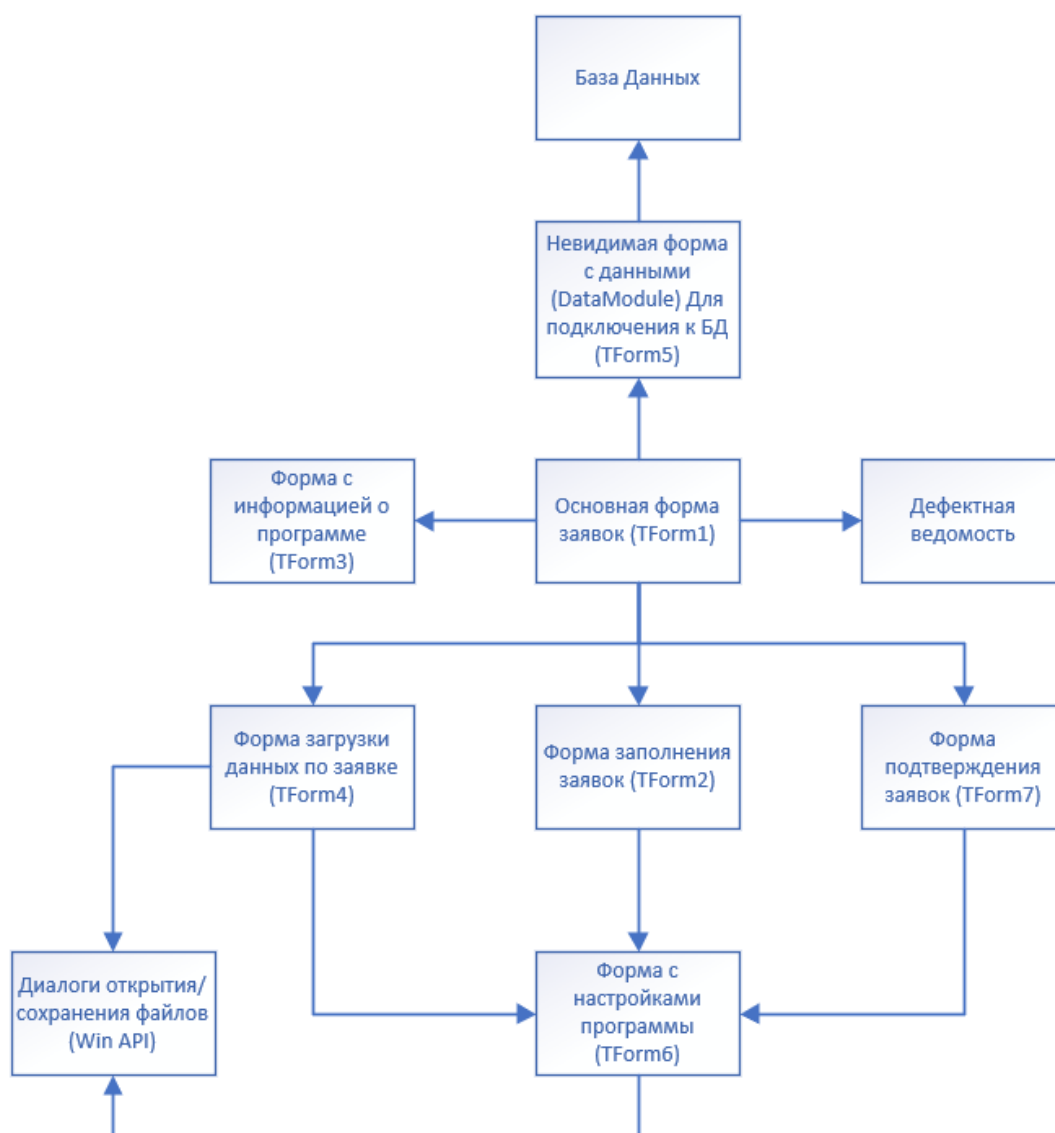 База Данных
Невидимая форма
с данными
(DataModule) Для
подключения к БД
(TForm5)
Форма с
информацией о
программе
(TForm3)
Основная форма
заявок (TForm1)
Дефектная
ведомость
Форма загрузки
данных по заявке
(TForm4)
Форма заполнения
заявок (TForm2)
Форма
подтверждения
заявок (TForm7)
Диалоги открытия/
сохранения файлов
(Win API)
Форма с
настройками
программы
(TForm6)